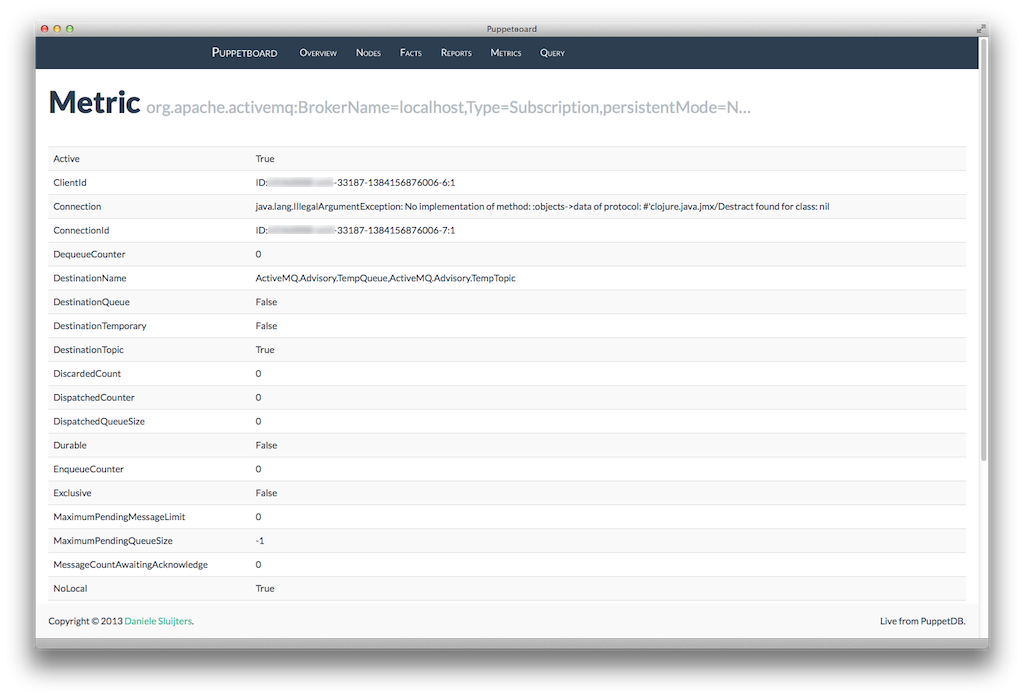 Puppetboard
Puppetboard Overview Nodes Facts Reports Metrics Query
Metric org.apache.activemq:BrokerName=localhost,Type=Subscription,persistentMode=N...
Active True
ClientId ID: -33187-1384156876006-6:1
Connection java.lang.IllegalArgumentException: No implementation of method: :objects->data of protocol: #'clojure.java.jmx/Destract found for class: nil
ConnectionId ID: -33187-1384156876006-7:1
DequeueCounter 0
DestinationName ActiveMQ.Advisory.TempQueue,ActiveMQ.Advisory.TempTopic
DestinationQueue False
DestinationTemporary False
DestinationTopic True
DiscardedCount 0
DispatchedCounter 0
DispatchedQueueSize 0
Durable False
EnqueueCounter 0
Exclusive False
MaximumPendingMessageLimit 0
MaximumPendingQueueSize -1
MessageCountAwaitingAcknowledge 0
NoLocal True
Copyright © 2013 Daniele Sluijters. Live from PuppetDB.